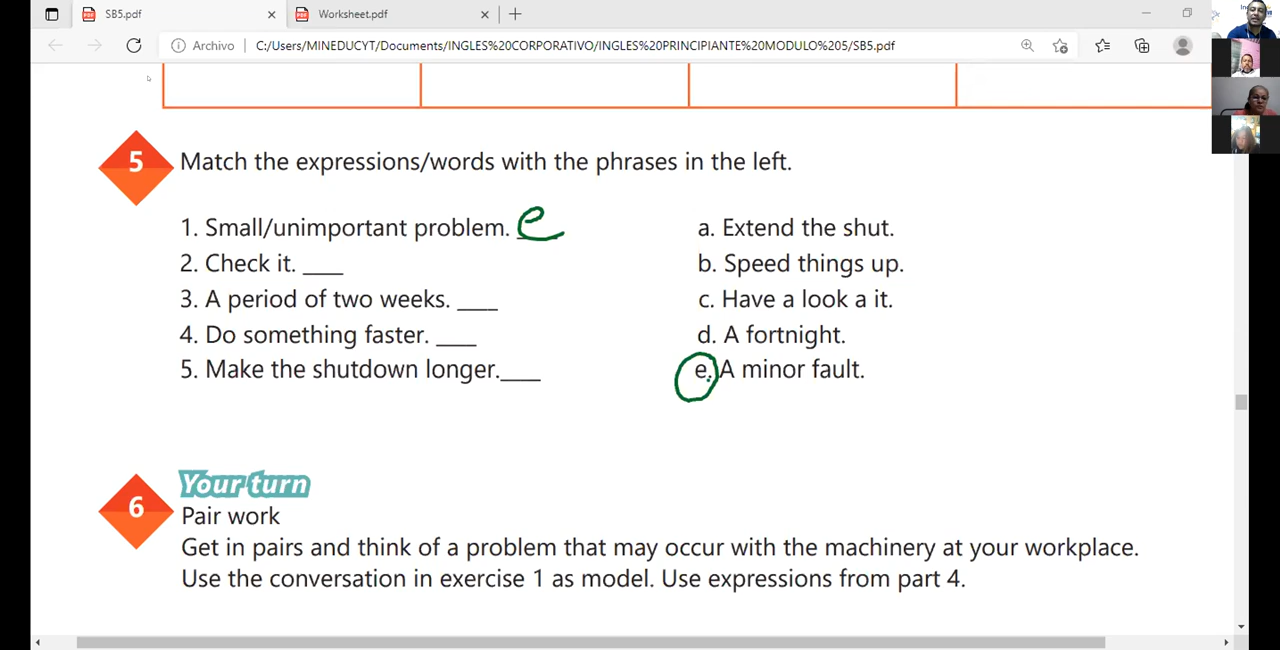 SB5.pdf
Worksheet.pdf
Archivo
C:/Users/MINEDUCYT/Documents/INGLES%20CORPORATIVO/INGLES%20PRINCIPIANTE%20MODULO%205/SB5.pdf
5 Match the expressions/words with the phrases in the left.
1. Small/unimportant problem. e
2. Check it. ____
3. A period of two weeks. ____
4. Do something faster. ____
5. Make the shutdown longer.____
a. Extend the shut.
b. Speed things up.
c. Have a look a it.
d. A fortnight.
e. A minor fault.
6 Your turn
Pair work
Get in pairs and think of a problem that may occur with the machinery at your workplace.
Use the conversation in exercise 1 as model. Use expressions from part 4.